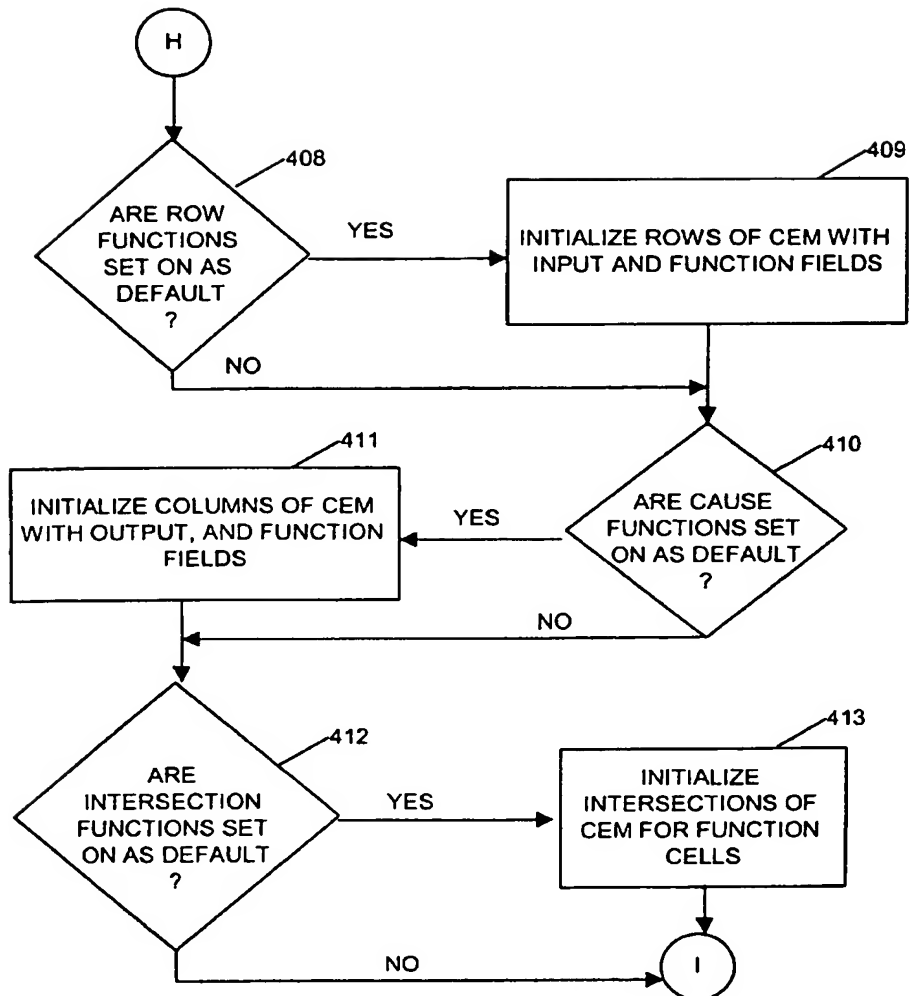 H
408
ARE ROW
FUNCTIONS
SET ON AS
DEFAULT
?
YES
409
INITIALIZE ROWS OF CEM WITH
INPUT AND FUNCTION FIELDS
NO
410
ARE CAUSE
FUNCTIONS SET
ON AS DEFAULT
?
YES
411
INITIALIZE COLUMNS OF CEM
WITH OUTPUT, AND FUNCTION
FIELDS
NO
412
ARE
INTERSECTION
FUNCTIONS SET
ON AS DEFAULT
?
YES
413
INITIALIZE
INTERSECTIONS OF
CEM FOR FUNCTION
CELLS
NO
I